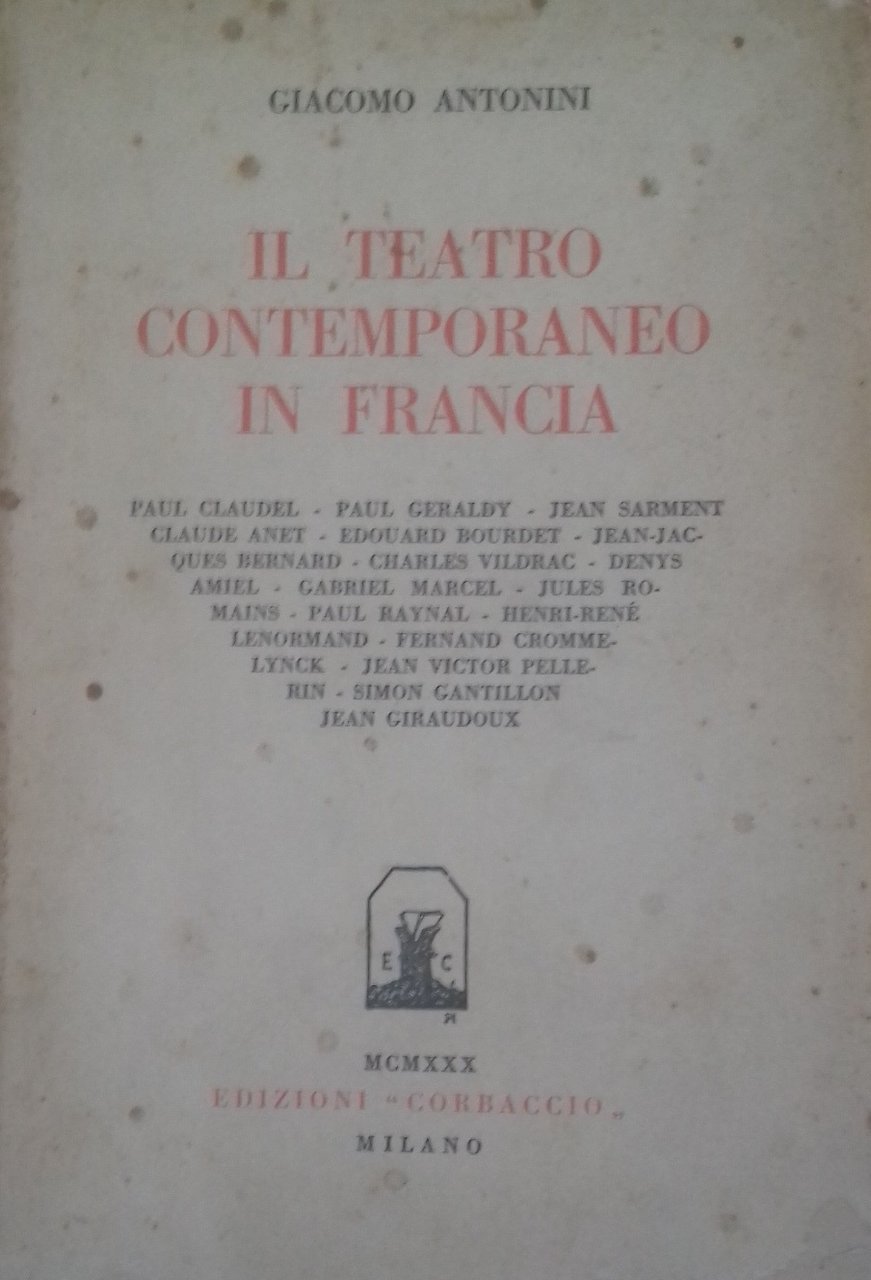 GIACOMO ANTONINI
IL TEATRO
CONTEMPORANEO
IN FRANCIA
PAUL CLAUDEL - PAUL GERALDY - JEAN SARMENT
CLAUDE ANET - EDOUARD BOURDET - JEAN-JAC-
QUES BERNARD - CHARLES VILDRAC - DENYS
AMIEL - GABRIEL MARCEL - JULES RO-
MAINS - PAUL RAYNAL - HENRI-RENÉ
LENORMAND - FERNAND CROMME-
LYNCK - JEAN VICTOR PELLE-
RIN - SIMON GANTILLON
JEAN GIRAUDOUX
E C
MCMXXX
EDIZIONI “CORBACCIO„
MILANO